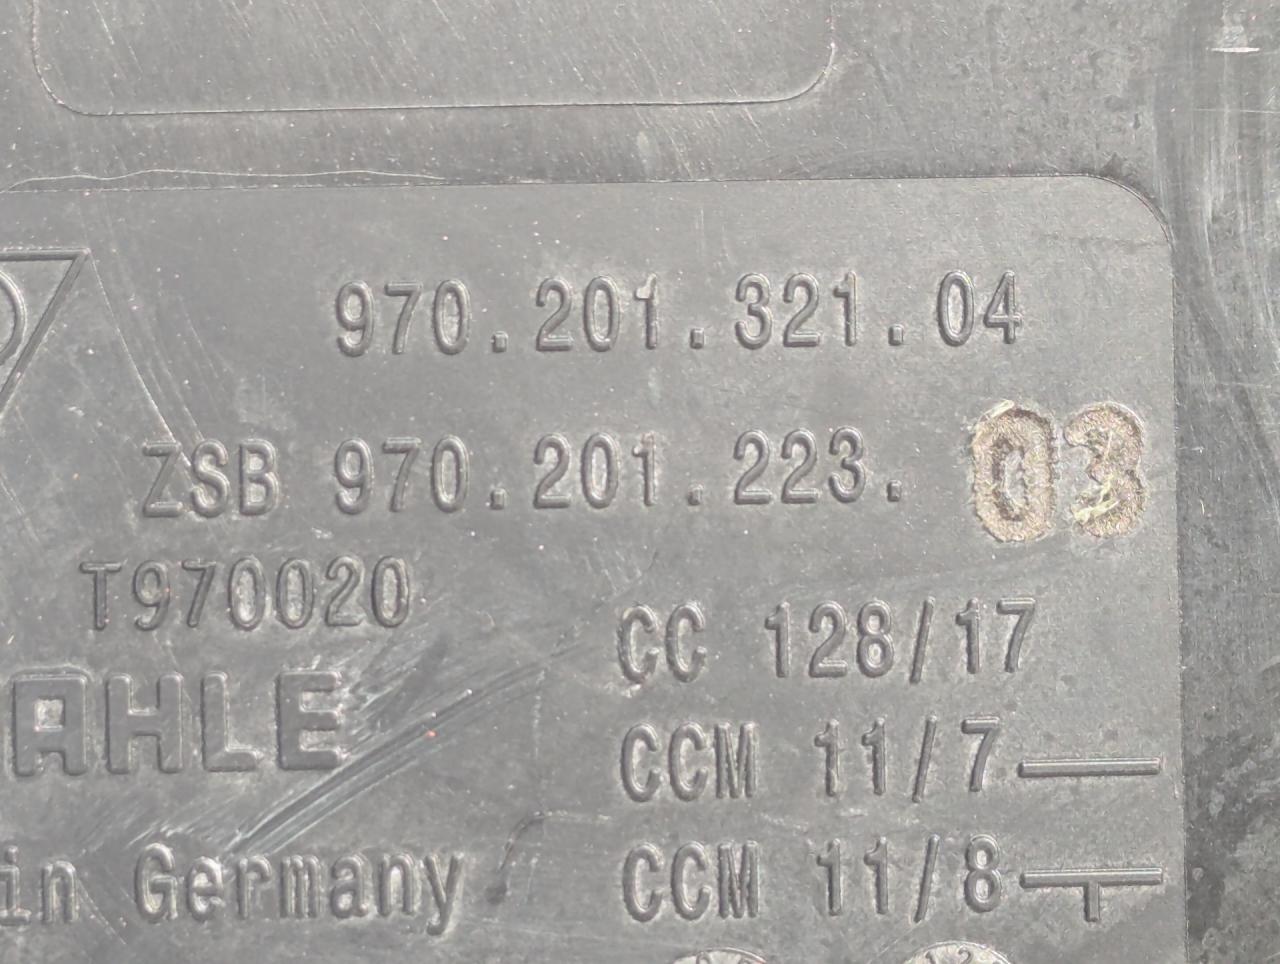 970.201.321.04
ZSB 970.201.223.03
T970020
CC 128/17
MAHLE
CCM 11/7
in Germany
CCM 11/8